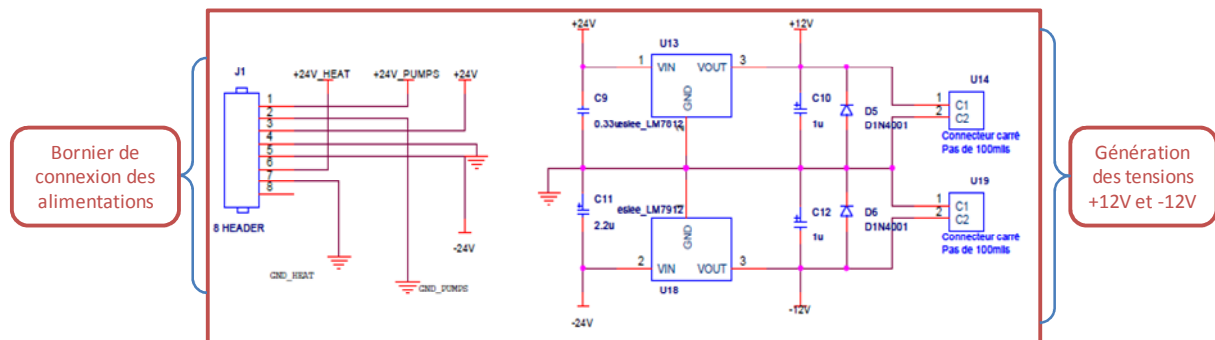 Bornier de
connexion des
alimentations
J1
+24V_HEAT
+24V_PUMPS
+24V
1
2
3
4
5
6
7
8
8 HEADER
GND_HEAT
GND_PUMPS
-24V
+24V
+12V
U13
1
VIN
VOUT
3
GND
C9
0.33u
eslee_LM7812
C10
1u
D5
D1N4001
U14
1
C1
2
C2
Connecteur carré
Pas de 100mils
C11
2.2u
eslee_LM7912
GND
2
VIN
VOUT
3
U18
C12
1u
D6
D1N4001
U19
1
C1
2
C2
Connecteur carré
Pas de 100mils
-24V
-12V
Génération
des tensions
+12V et -12V